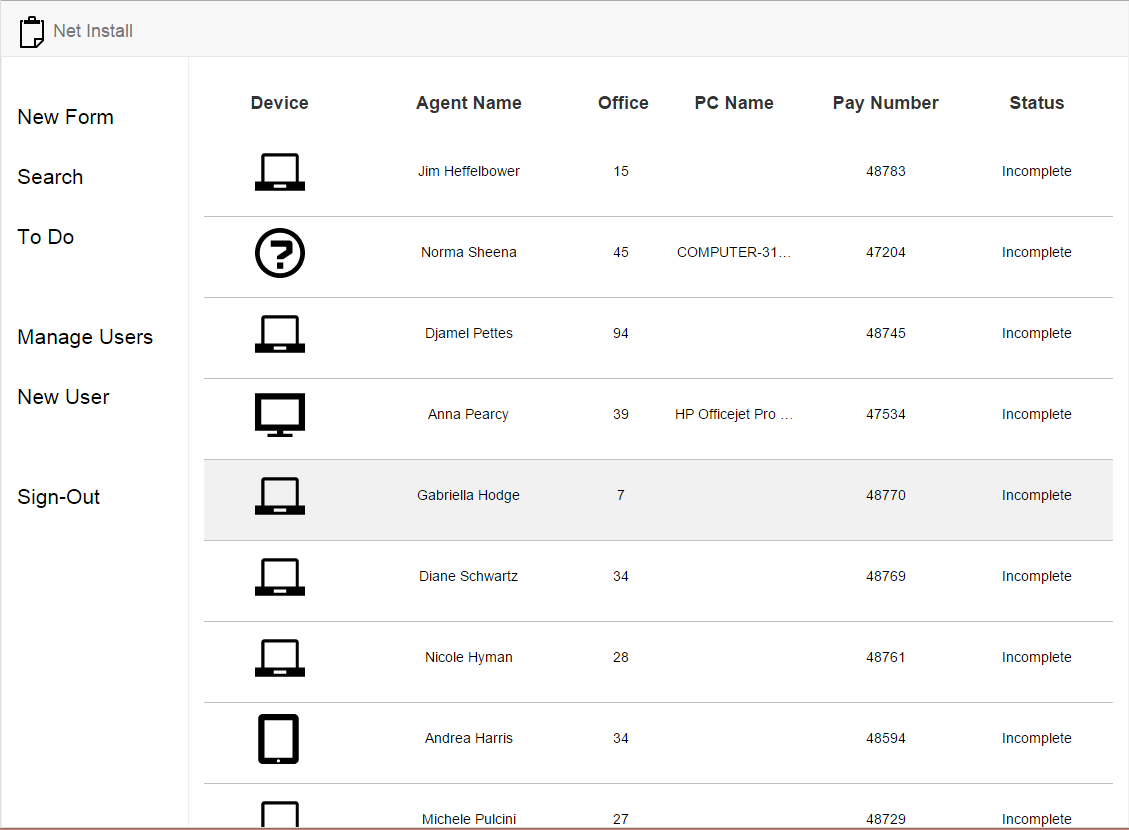 Net Install
New Form
Search
To Do
Manage Users
New User
Sign-Out
Device Agent Name Office PC Name Pay Number Status
Jim Heffelbower 15 48783 Incomplete
? Norma Sheena 45 COMPUTER-31... 47204 Incomplete
Djamel Pettes 94 48745 Incomplete
Anna Pearcy 39 HP Officejet Pro ... 47534 Incomplete
Gabriella Hodge 7 48770 Incomplete
Diane Schwartz 34 48769 Incomplete
Nicole Hyman 28 48761 Incomplete
Andrea Harris 34 48594 Incomplete
Michele Pulcini 27 48729 Incomplete